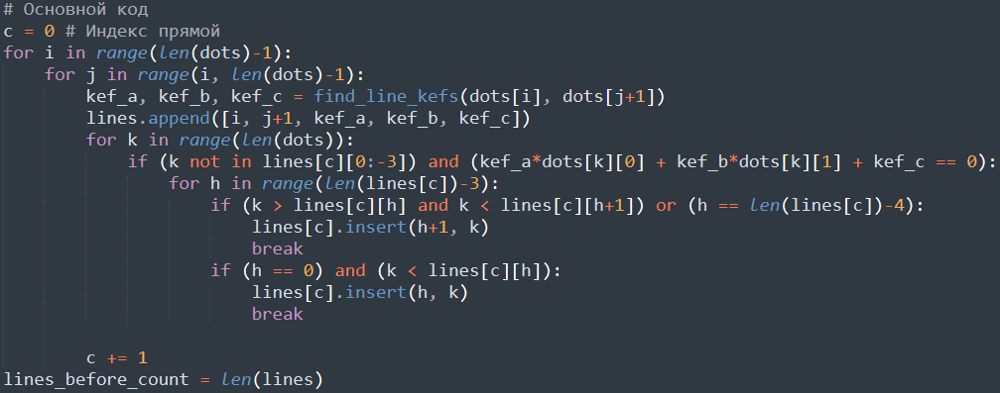 # Основной код
c = 0 # Индекс прямой
for i in range(len(dots)-1):
    for j in range(i, len(dots)-1):
        kef_a, kef_b, kef_c = find_line_kefs(dots[i], dots[j+1])
        lines.append([i, j+1, kef_a, kef_b, kef_c])
        for k in range(len(dots)):
            if (k not in lines[c][0:-3]) and (kef_a*dots[k][0] + kef_b*dots[k][1] + kef_c == 0):
                for h in range(len(lines[c])-3):
                    if (k > lines[c][h] and k < lines[c][h+1]) or (h == len(lines[c])-4):
                        lines[c].insert(h+1, k)
                        break
                    if (h == 0) and (k < lines[c][h]):
                        lines[c].insert(h, k)
                        break
        c += 1
lines_before_count = len(lines)